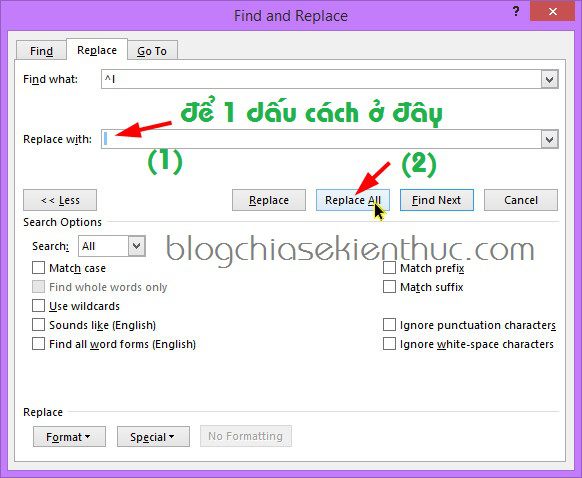 Find and Replace
? ×
Find Replace Go To
Find what: ^l
để 1 dấu cách ở đây
Replace with:
(1) (2)
<< Less Replace Replace All Find Next Cancel
Search Options
Search: All
blogchiasekienthuc.com
Match case Match prefix
Find whole words only Match suffix
Use wildcards
Sounds like (English) Ignore punctuation characters
Find all word forms (English) Ignore white-space characters
Replace
Format Special No Formatting